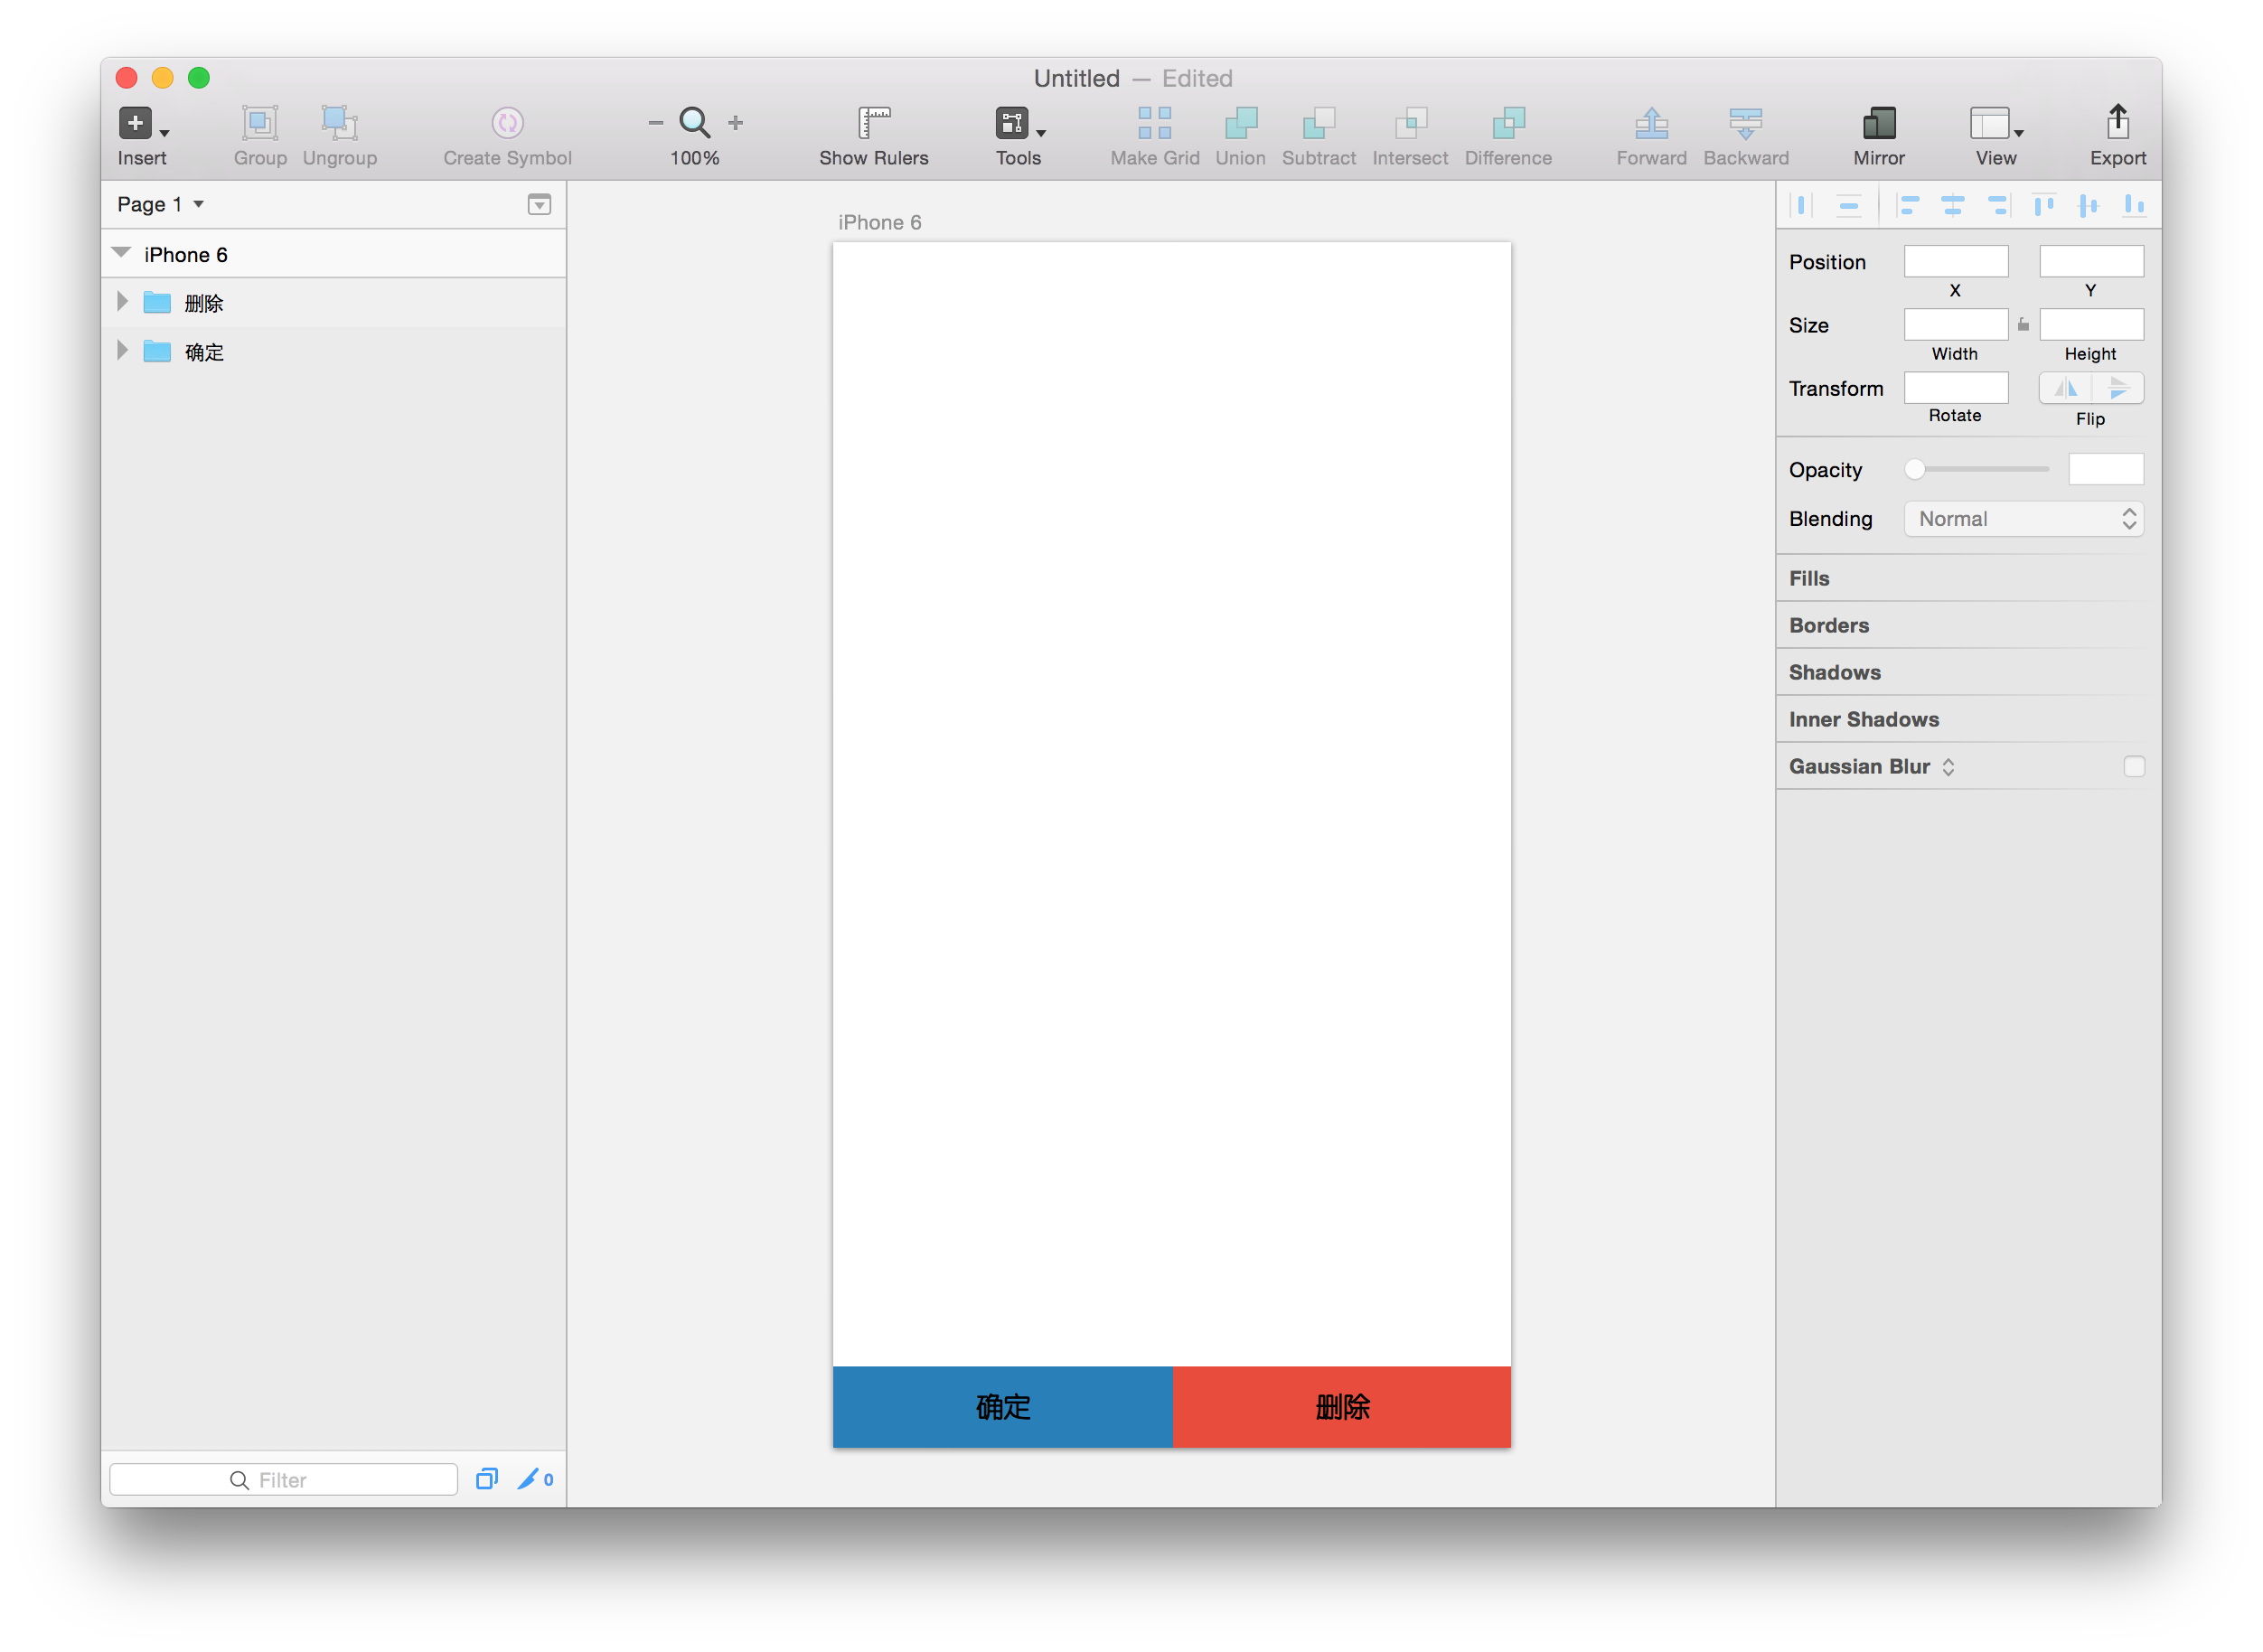 Untitled — Edited
Insert
Group
Ungroup
Create Symbol
100%
Show Rulers
Tools
Make Grid
Union
Subtract
Intersect
Difference
Forward
Backward
Mirror
View
Export
Page 1
iPhone 6
删除
确定
Filter
0
iPhone 6
确定
删除
Position
X
Y
Size
Width
Height
Transform
Rotate
Flip
Opacity
Blending
Normal
Fills
Borders
Shadows
Inner Shadows
Gaussian Blur